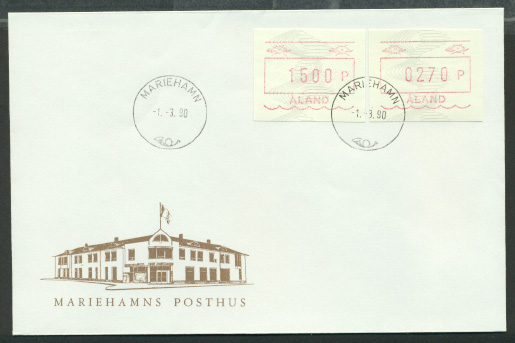 1500 P
ÅLAND
0270 P
ÅLAND
MARIEHAMN
-1.-3.90
MARIEHAMN
-1.-3.90
MARIEHAMNS POSTHUS